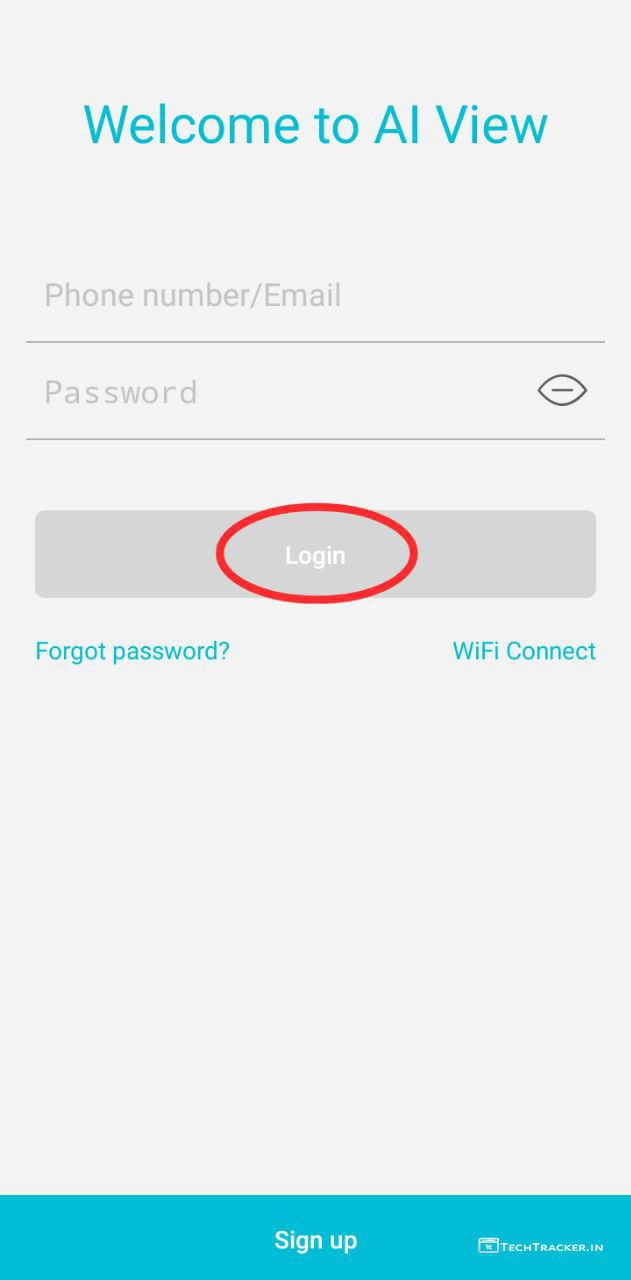 Welcome to AI View
Phone number/Email
Password
Login
Forgot password? WiFi Connect
Sign up
TECHTRACKER.IN